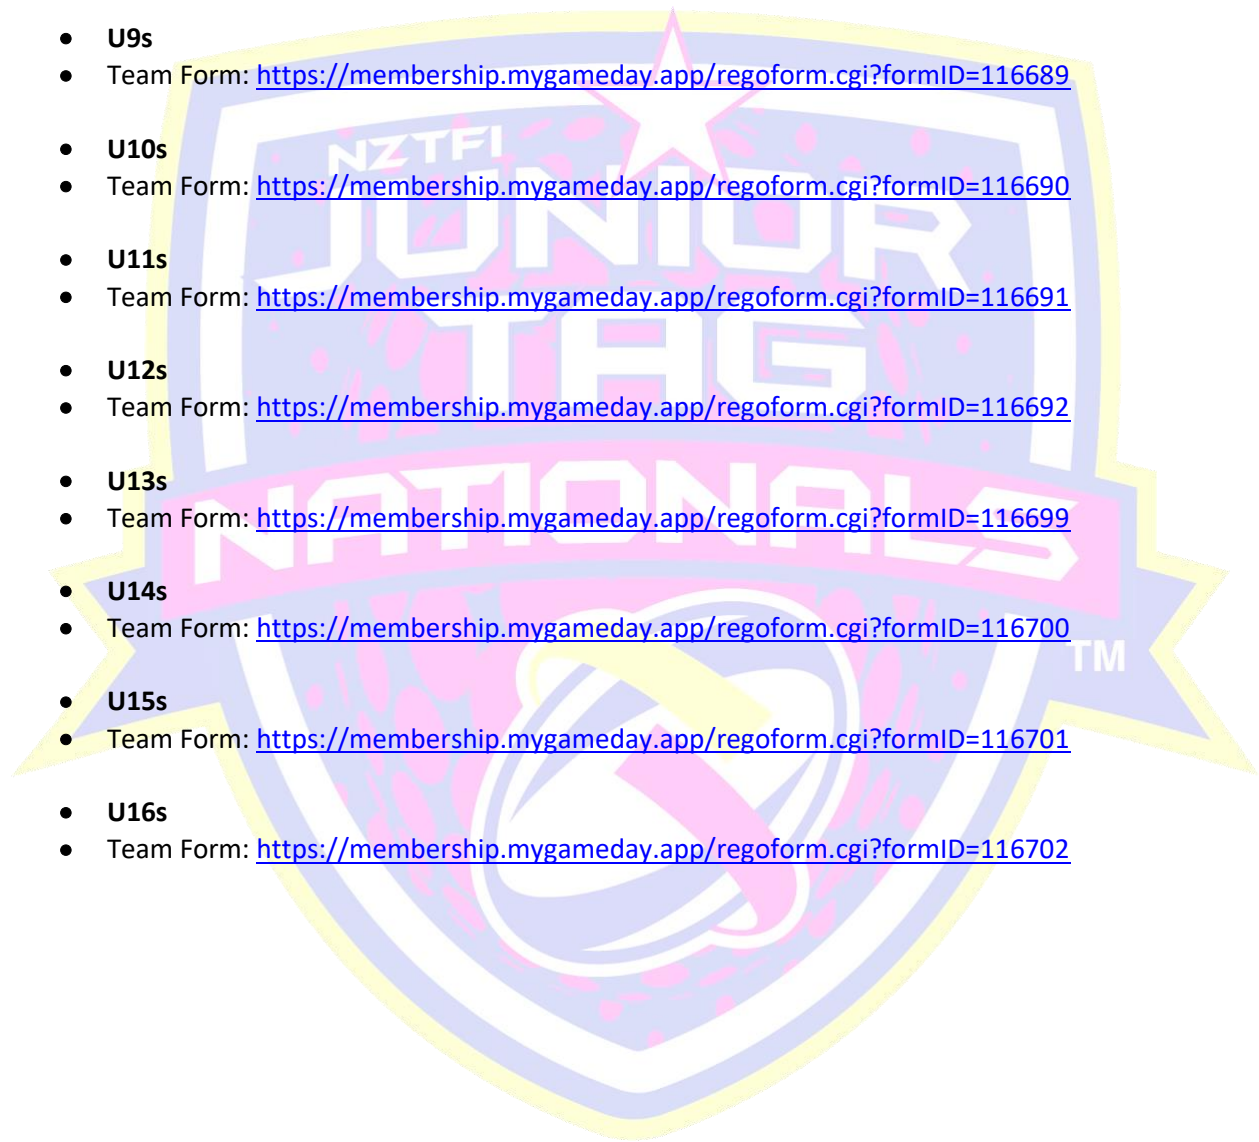 • U9s
• Team Form: https://membership.mygameday.app/regoform.cgi?formID=116689
• U10s
• Team Form: https://membership.mygameday.app/regoform.cgi?formID=116690
• U11s
• Team Form: https://membership.mygameday.app/regoform.cgi?formID=116691
• U12s
• Team Form: https://membership.mygameday.app/regoform.cgi?formID=116692
• U13s
• Team Form: https://membership.mygameday.app/regoform.cgi?formID=116699
• U14s
• Team Form: https://membership.mygameday.app/regoform.cgi?formID=116700
• U15s
• Team Form: https://membership.mygameday.app/regoform.cgi?formID=116701
• U16s
• Team Form: https://membership.mygameday.app/regoform.cgi?formID=116702
NZTFI
JUNIOR
TAG
NATIONALS
TM